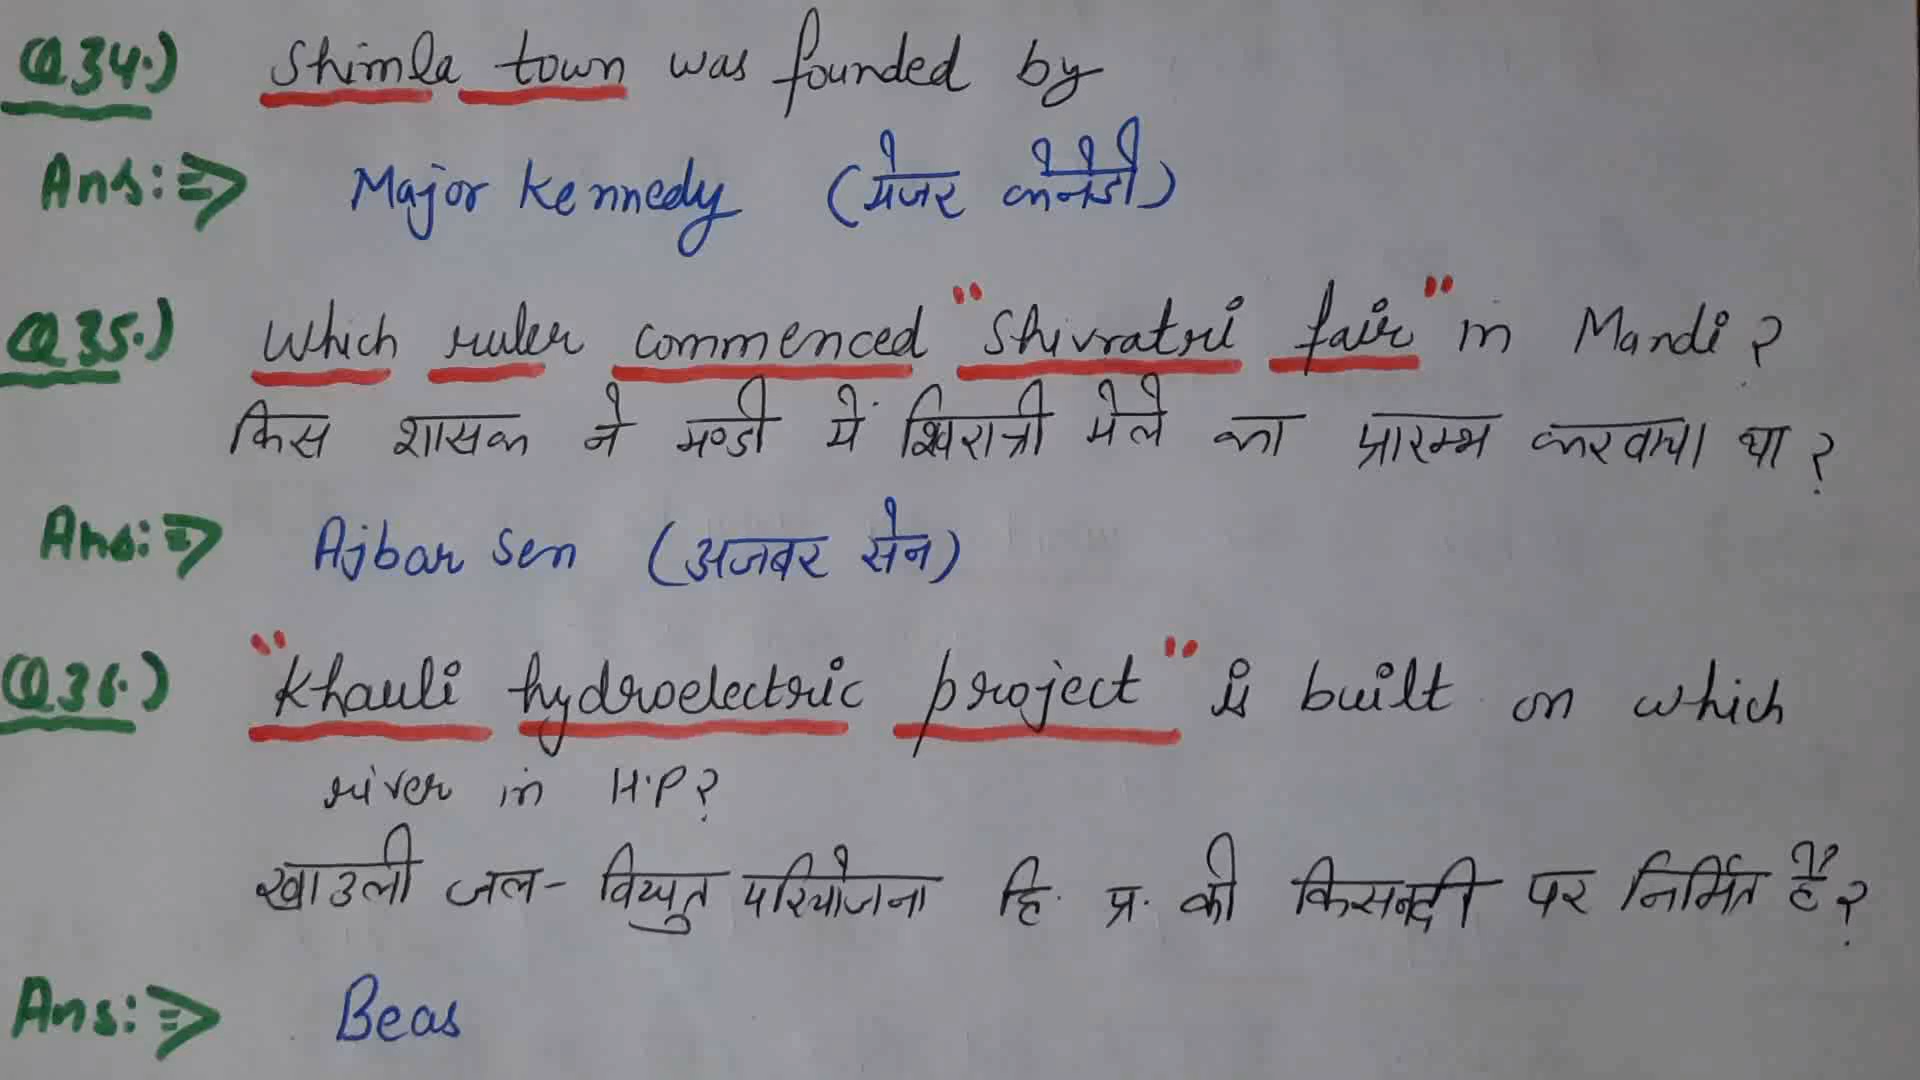 Q34.) Shimla town was founded by
Ans:⇒ Major Kennedy (मेजर केनेडी)
Q35.) Which ruler commenced "Shivratri fair" in Mandi?
किस शासक ने मण्डी में शिवरात्री मेले का प्रारम्भ करवाया था?
Ans:⇒ Ajbar Sen (अजबर सेन)
Q36.) "Khauli hydroelectric project" is built on which
river in H.P?
खाउली जल-विद्युत परियोजना हि. प्र. की किस नदी पर निर्मित है?
Ans:⇒ Beas